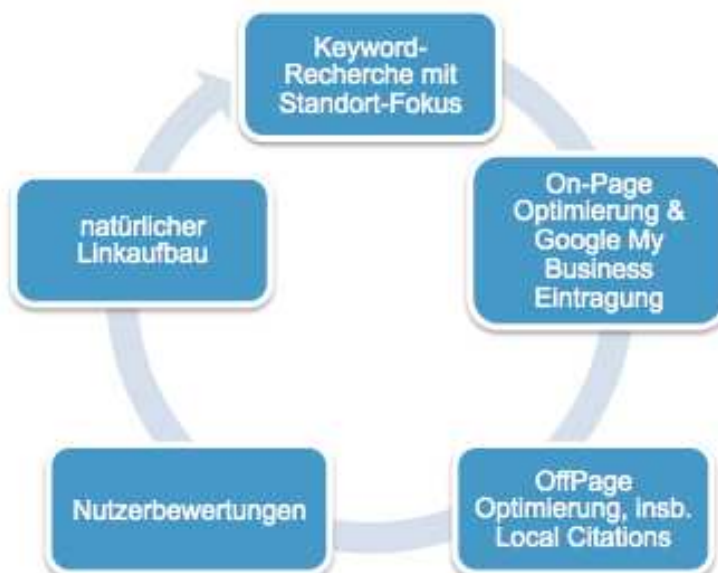 Keyword-
Recherche mit
Standort-Fokus
On-Page
Optimierung &
Google My
Business
Eintragung
OffPage
Optimierung, insb.
Local Citations
Nutzerbewertungen
natürlicher
Linkaufbau